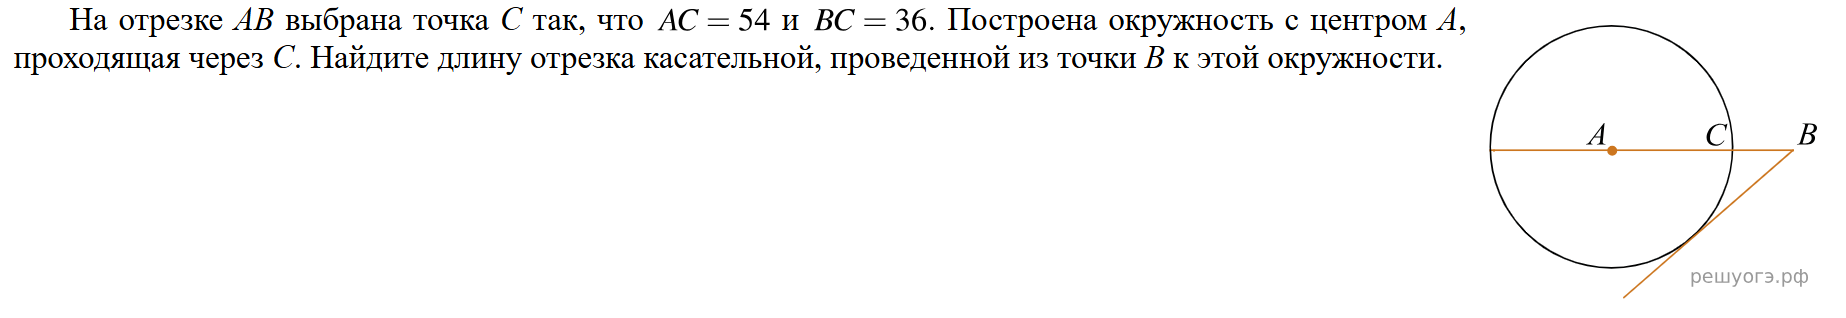 На отрезке AB выбрана точка C так, что AC = 54 и BC = 36. Построена окружность с центром A,
проходящая через C. Найдите длину отрезка касательной, проведенной из точки B к этой окружности.
A
C
B
решуогэ.рф